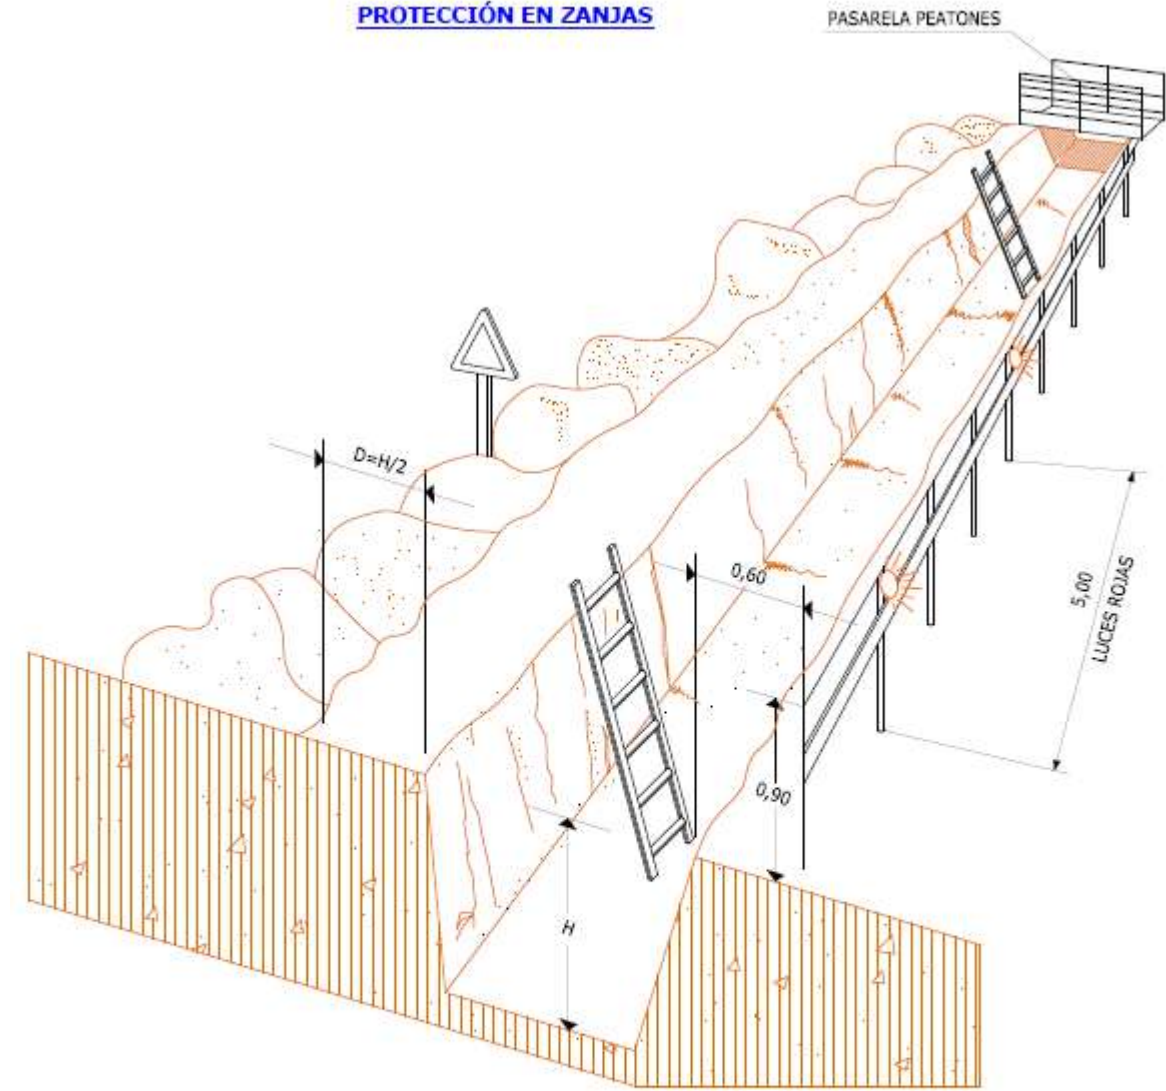 PROTECCIÓN EN ZANJAS
PASARELA PEATONES
D=H/2
0,60
5,00
LUCES ROJAS
0,90
H